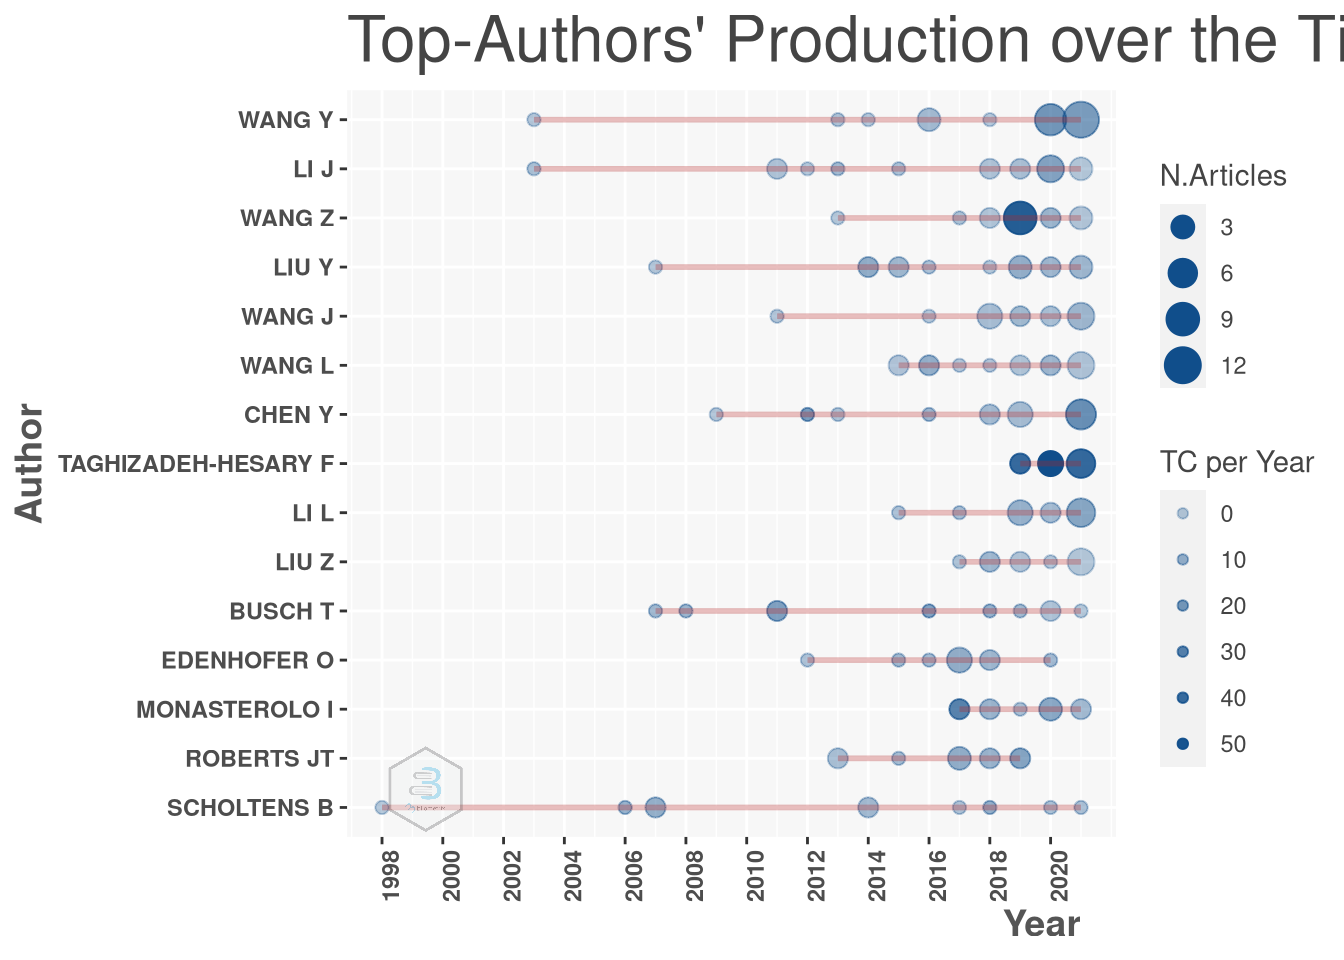 Top-Authors' Production over the Ti
WANG Y
LI J
WANG Z
LIU Y
WANG J
WANG L
CHEN Y
TAGHIZADEH-HESARY F
LI L
LIU Z
BUSCH T
EDENHOFER O
MONASTEROLO I
ROBERTS JT
SCHOLTENS B
Author
1998
2000
2002
2004
2006
2008
2010
2012
2014
2016
2018
2020
Year
N.Articles
3
6
9
12
TC per Year
0
10
20
30
40
50